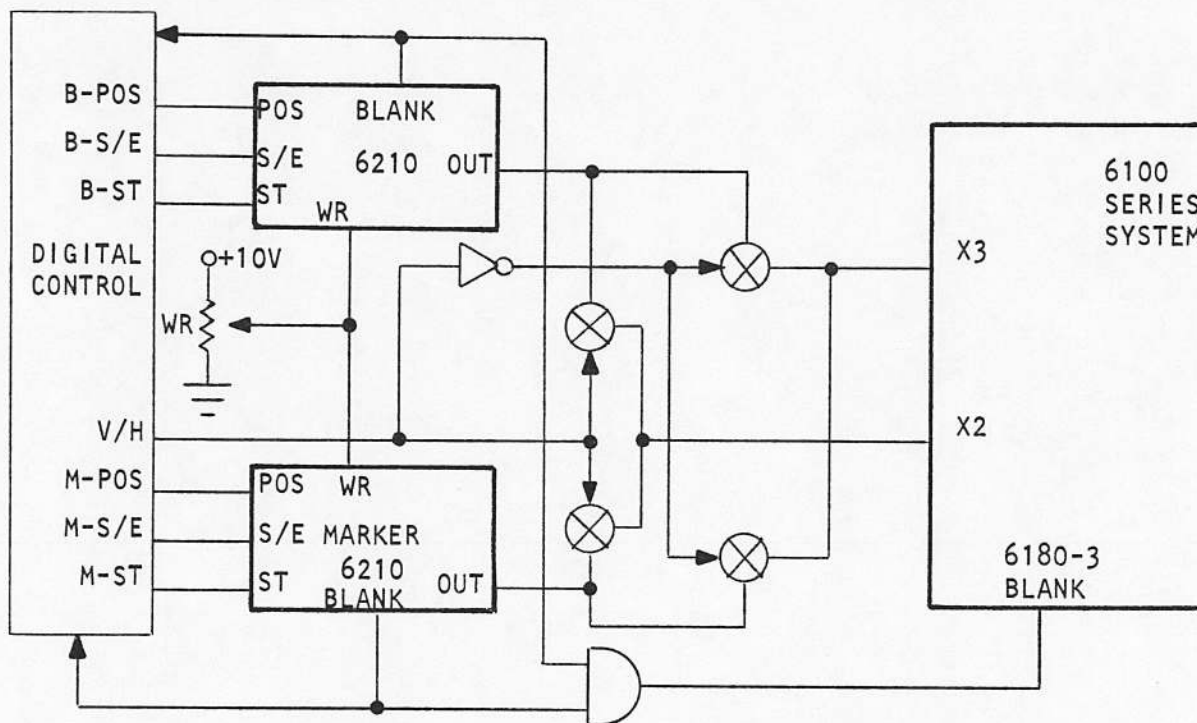 B-POS
B-S/E
B-ST
DIGITAL
CONTROL
V/H
M-POS
M-S/E
M-ST
+10V
WR
POS BLANK
S/E 6210 OUT
ST
WR
POS WR
S/E MARKER
6210
ST BLANK OUT
6100
SERIES
SYSTEM
X3
X2
6180-3
BLANK